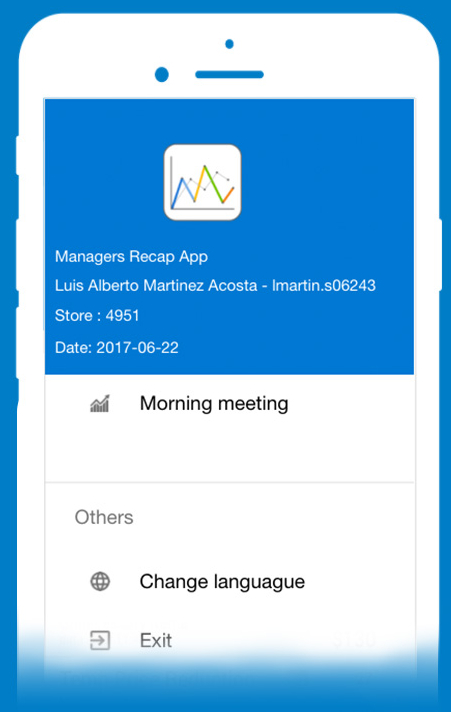 Managers Recap App
Luis Alberto Martinez Acosta - lmartin.s06243
Store : 4951
Date: 2017-06-22
Morning meeting
Others
Change languague
Exit